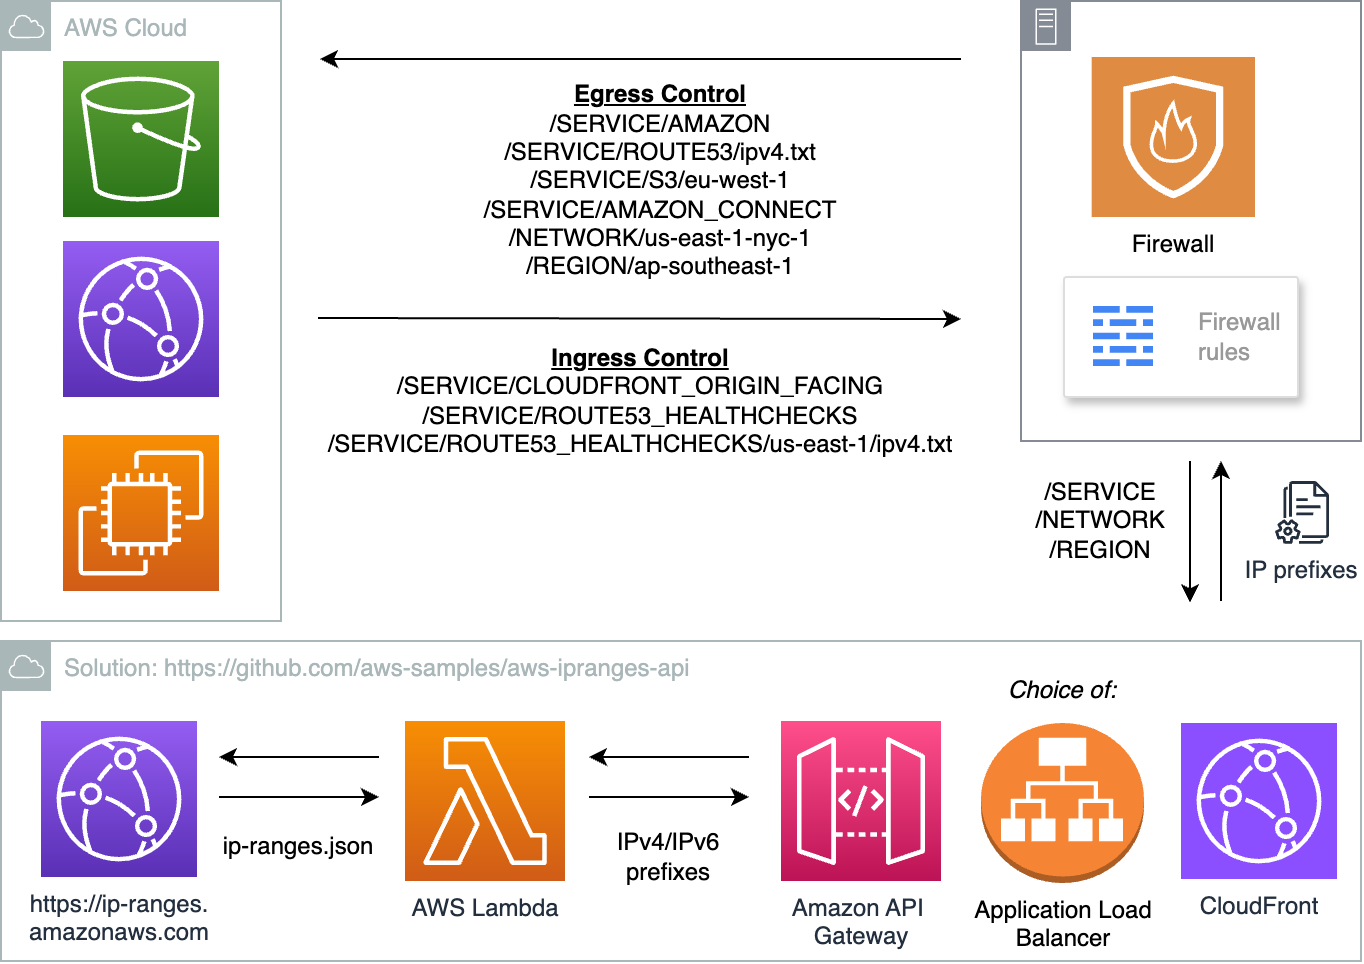 AWS Cloud
Egress Control
/SERVICE/AMAZON
/SERVICE/ROUTE53/ipv4.txt
/SERVICE/S3/eu-west-1
/SERVICE/AMAZON_CONNECT
/NETWORK/us-east-1-nyc-1
/REGION/ap-southeast-1
Ingress Control
/SERVICE/CLOUDFRONT_ORIGIN_FACING
/SERVICE/ROUTE53_HEALTHCHECKS
/SERVICE/ROUTE53_HEALTHCHECKS/us-east-1/ipv4.txt
Firewall
Firewall
rules
/SERVICE
/NETWORK
/REGION
IP prefixes
Solution: https://github.com/aws-samples/aws-ipranges-api
https://ip-ranges.
amazonaws.com
ip-ranges.json
AWS Lambda
IPv4/IPv6
prefixes
Amazon API
Gateway
Choice of:
Application Load
Balancer
CloudFront